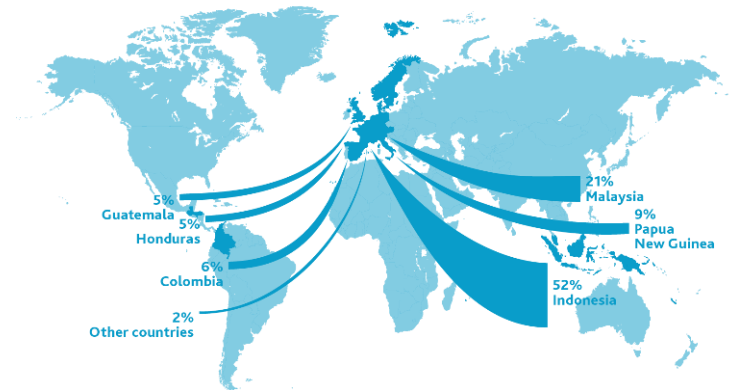 5%
Guatemala
5%
Honduras
6%
Colombia
2%
Other countries
21%
Malaysia
9%
Papua
New Guinea
52%
Indonesia